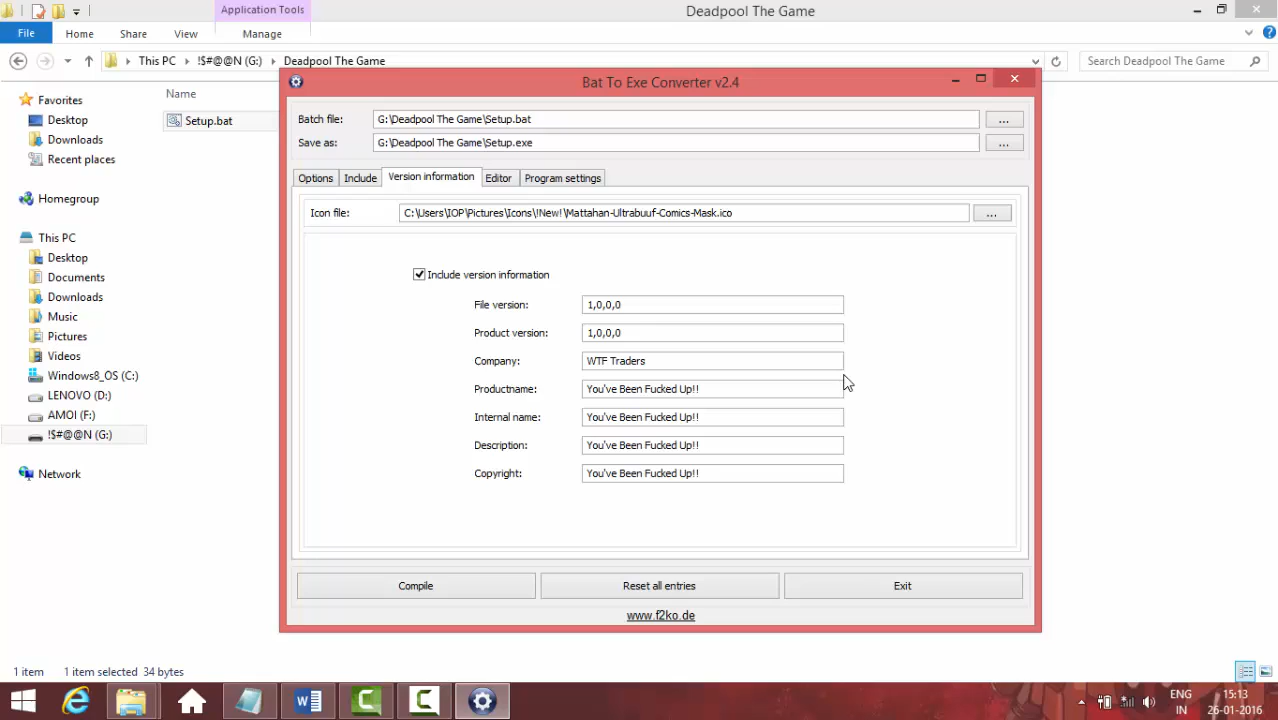 Application Tools
Deadpool The Game
File
Home
Share
View
Manage
This PC
!$#@@N (G:)
Deadpool The Game
Search Deadpool The Game
Favorites
Desktop
Downloads
Recent places
Homegroup
This PC
Desktop
Documents
Downloads
Music
Pictures
Videos
Windows8_OS (C:)
LENOVO (D:)
AMOI (F:)
!$#@@N (G:)
Network
Name
Setup.bat
Bat To Exe Converter v2.4
Batch file:
G:\Deadpool The Game\Setup.bat
...
Save as:
G:\Deadpool The Game\Setup.exe
...
Options
Include
Version information
Editor
Program settings
Icon file:
C:\Users\IOP\Pictures\Icons\!New!\Mattahan-Ultrabuuf-Comics-Mask.ico
...
Include version information
File version:
1,0,0,0
Product version:
1,0,0,0
Company:
WTF Traders
Productname:
You've Been Fucked Up!!
Internal name:
You've Been Fucked Up!!
Description:
You've Been Fucked Up!!
Copyright:
You've Been Fucked Up!!
Compile
Reset all entries
Exit
www.f2ko.de
1 item
1 item selected 34 bytes
ENG
IN
15:13
26-01-2016